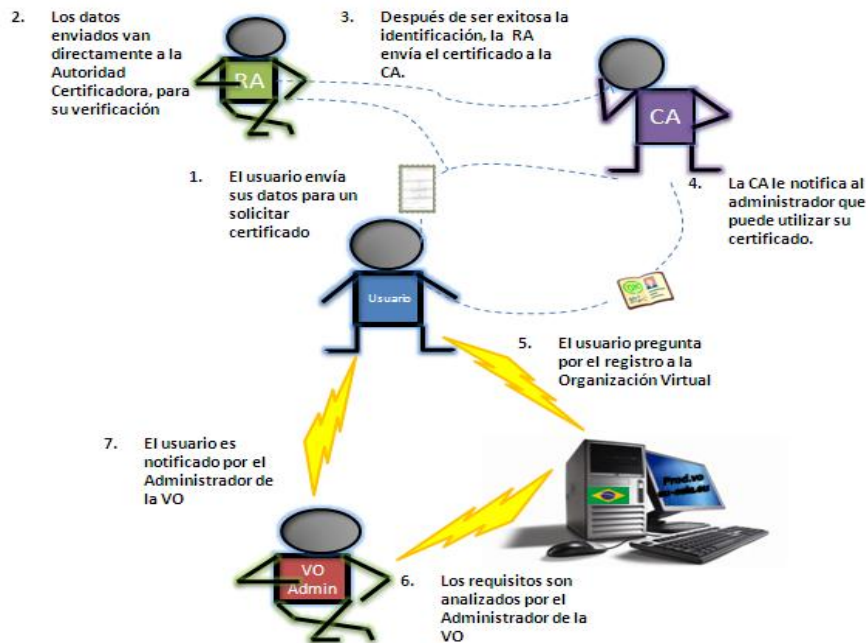 2. Los datos
enviados van
directamente a la
Autoridad
Certificadora, para
su verificación
RA
3. Después de ser exitosa la
identificación, la RA
envía el certificado a la
CA.
CA
1. El usuario envía
sus datos para un
solicitar
certificado
4. La CA le notifica al
administrador que
puede utilizar su
certificado.
Usuario
5. El usuario pregunta
por el registro a la
Organización Virtual
7. El usuario es
notificado por el
Administrador de
la VO
Prod.vo
VO
Admin
6. Los requisitos son
analizados por el
Administrador de la
VO